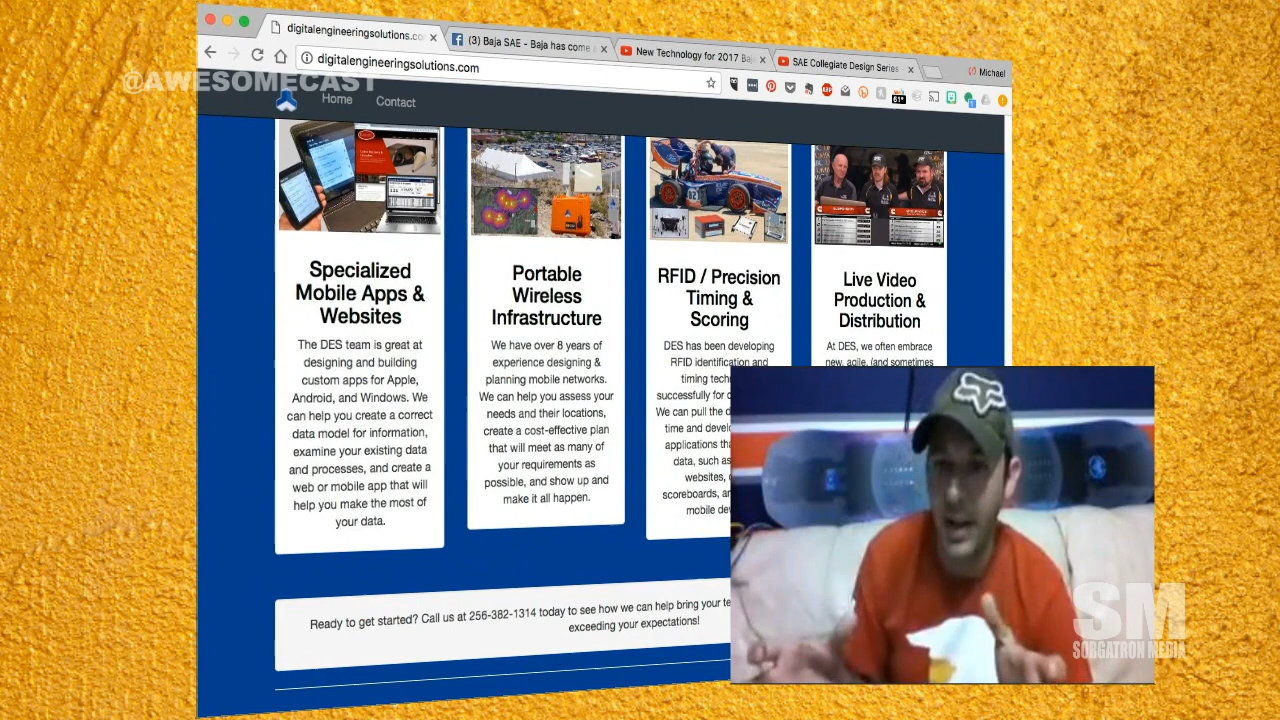 digitalengineeringsolutions.co
(3) Baja SAE - Baja has come
New Technology for 2017 Baj
SAE Collegiate Design Series
Michael
digitalengineeringsolutions.com
ABP
61°
@AWESOMECAST
Home
Contact
Specialized
Mobile Apps &
Websites
The DES team is great at
designing and building
custom apps for Apple,
Android, and Windows. We
can help you create a correct
data model for information,
examine your existing data
and processes, and create a
web or mobile app that will
help you make the most of
your data.
Portable
Wireless
Infrastructure
We have over 8 years of
experience designing &
planning mobile networks.
We can help you assess your
needs and their locations,
create a cost-effective plan
that will meet as many of
your requirements as
possible, and show up and
make it all happen.
RFID / Precision
Timing &
Scoring
DES has been developing
RFID identification and
timing tech
successfully for
We can pull the d
time and develo
applications tha
data, such as
websites,
scoreboards, an
mobile de
Live Video
Production &
Distribution
At DES, we often embrace
new, agile, (and sometimes
Ready to get started? Call us at 256-382-1314 today to see how we can help bring your te
exceeding your expectations!
SM
SORGATRON MEDIA